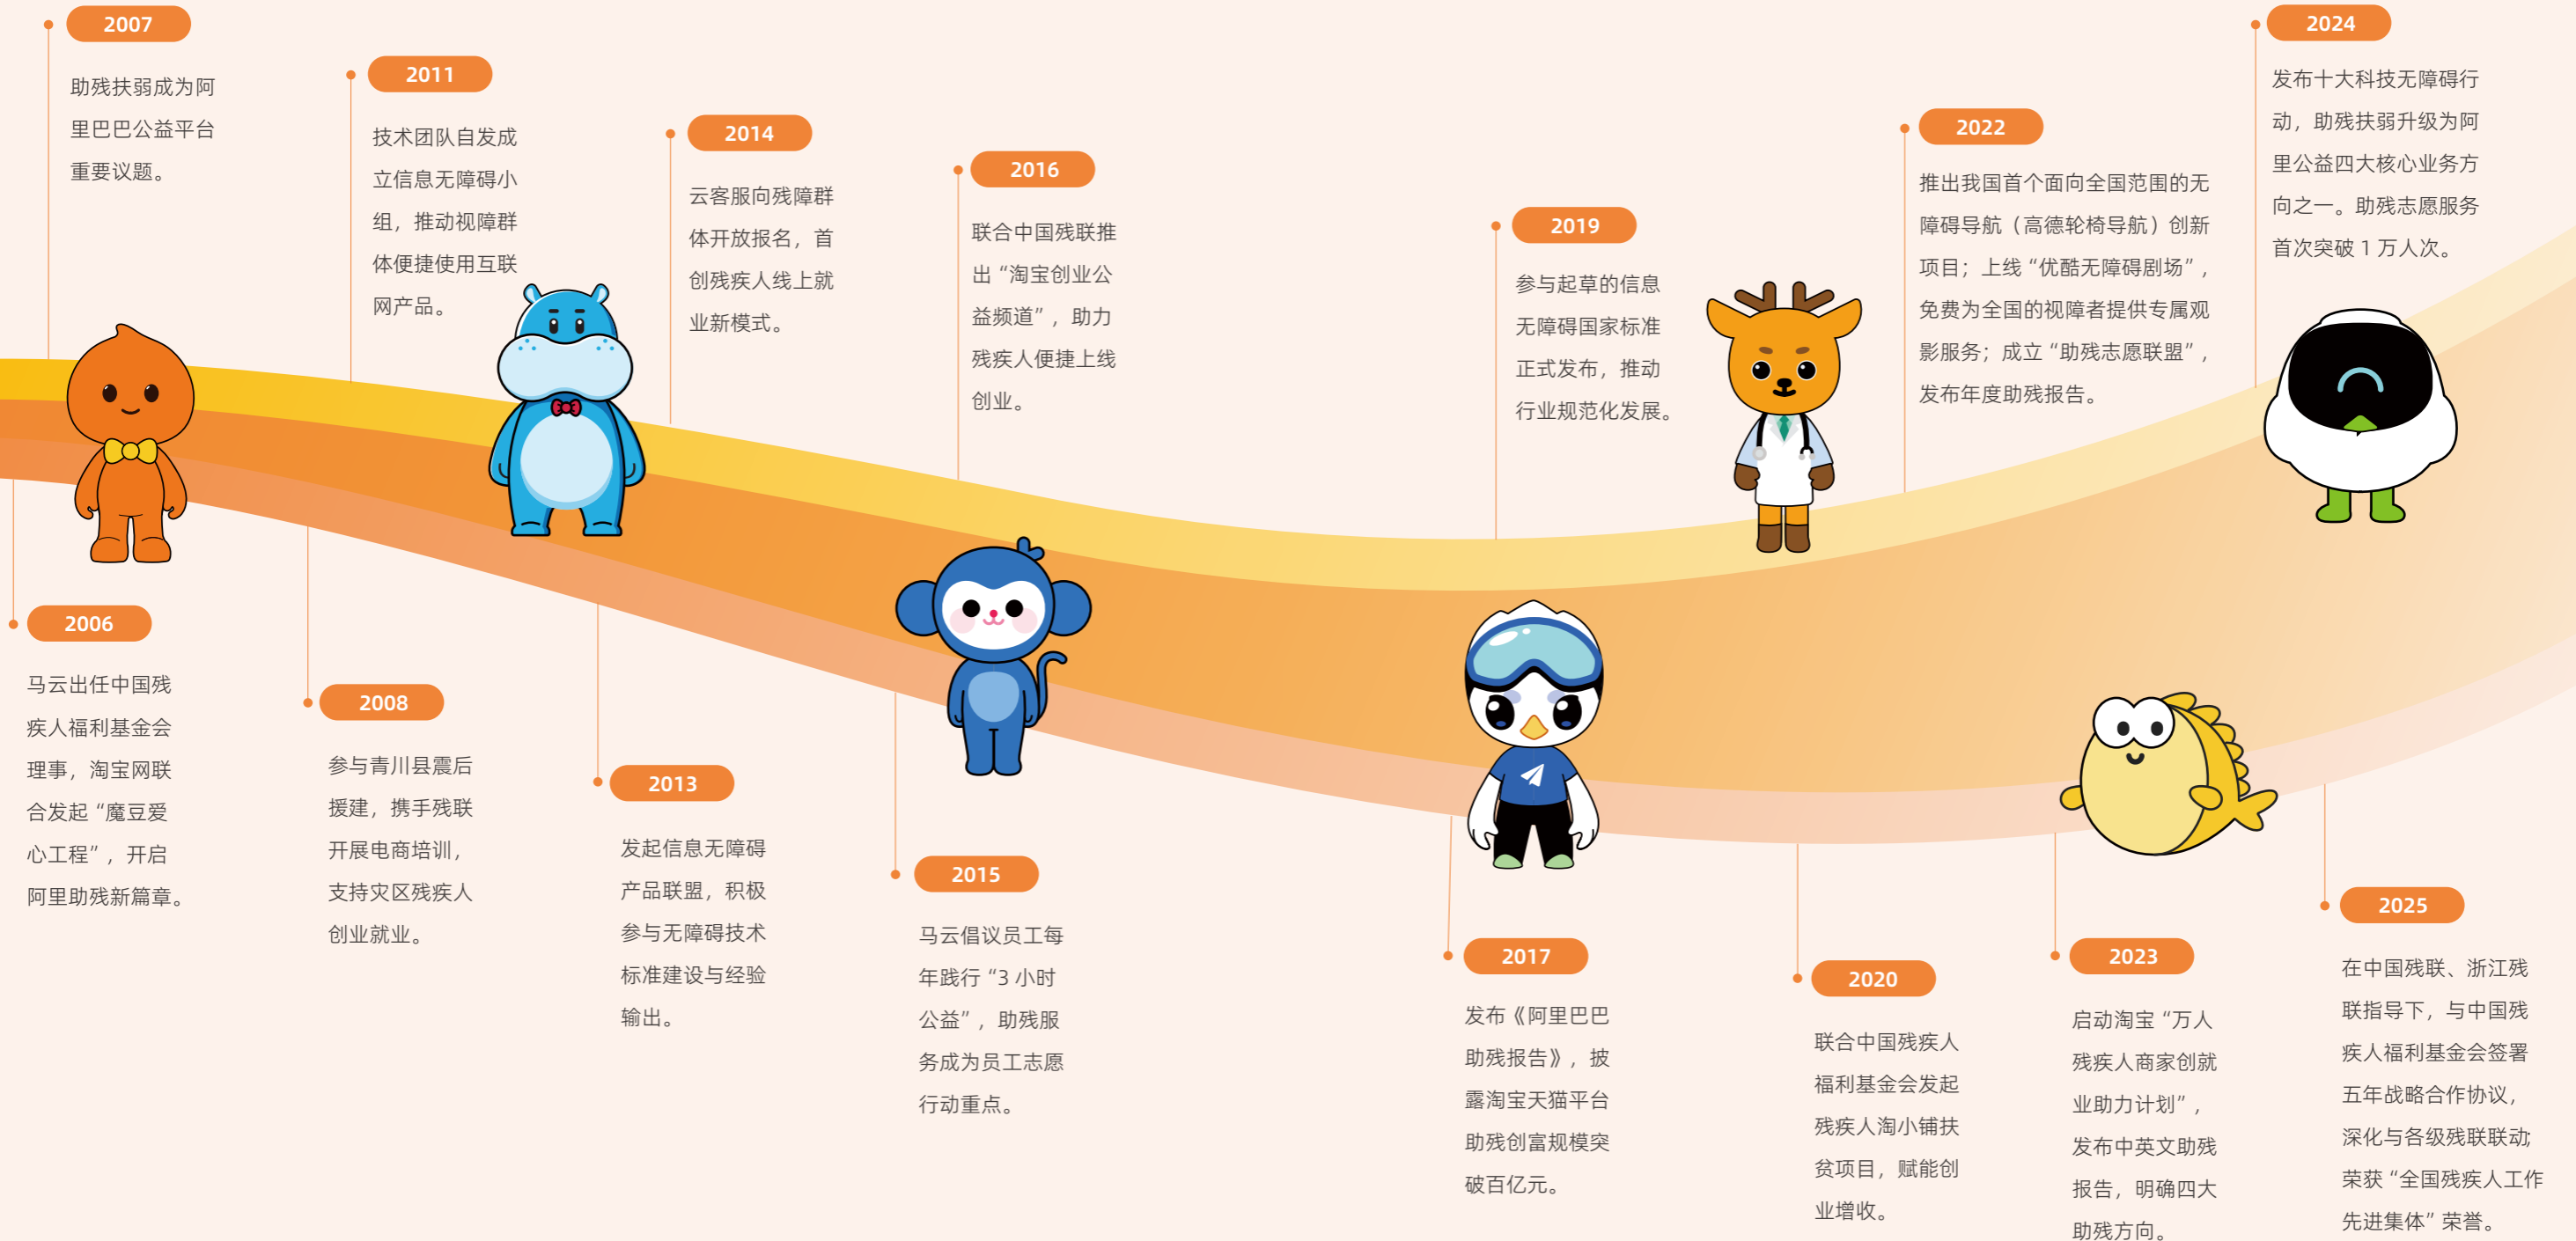 2006
马云出任中国残
疾人福利基金会
理事，淘宝网联
合发起“魔豆爱
心工程”，开启
阿里助残新篇章。
2007
助残扶弱成为阿
里巴巴公益平台
重要议题。
2008
参与青川县震后
援建，携手残联
开展电商培训，
支持灾区残疾人
创业就业。
2011
技术团队自发成
立信息无障碍小
组，推动视障群
体便捷使用互联
网产品。
2013
发起信息无障碍
产品联盟，积极
参与无障碍技术
标准建设与经验
输出。
2014
云客服向残障群
体开放报名，首
创残疾人线上就
业新模式。
2015
马云倡议员工每
年践行“3 小时
公益”，助残服
务成为员工志愿
行动重点。
2016
联合中国残联推
出“淘宝创业公
益频道”，助力
残疾人便捷上线
创业。
2017
发布《阿里巴巴
助残报告》，披
露淘宝天猫平台
助残创富规模突
破百亿元。
2019
参与起草的信息
无障碍国家标准
正式发布，推动
行业规范化发展。
2020
联合中国残疾人
福利基金会发起
残疾人淘小铺扶
贫项目，赋能创
业增收。
2022
推出我国首个面向全国范围的无
障碍导航（高德轮椅导航）创新
项目；上线“优酷无障碍剧场”，
免费为全国的视障者提供专属观
影服务；成立“助残志愿联盟”，
发布年度助残报告。
2023
启动淘宝“万人
残疾人商家创就
业助力计划”，
发布中英文助残
报告，明确四大
助残方向。
2024
发布十大科技无障碍行
动，助残扶弱升级为阿
里公益四大核心业务方
向之一。助残志愿服务
首次突破 1 万人次。
2025
在中国残联、浙江残
联指导下，与中国残
疾人福利基金会签署
五年战略合作协议，
深化与各级残联联动；
荣获“全国残疾人工作
先进集体”荣誉。